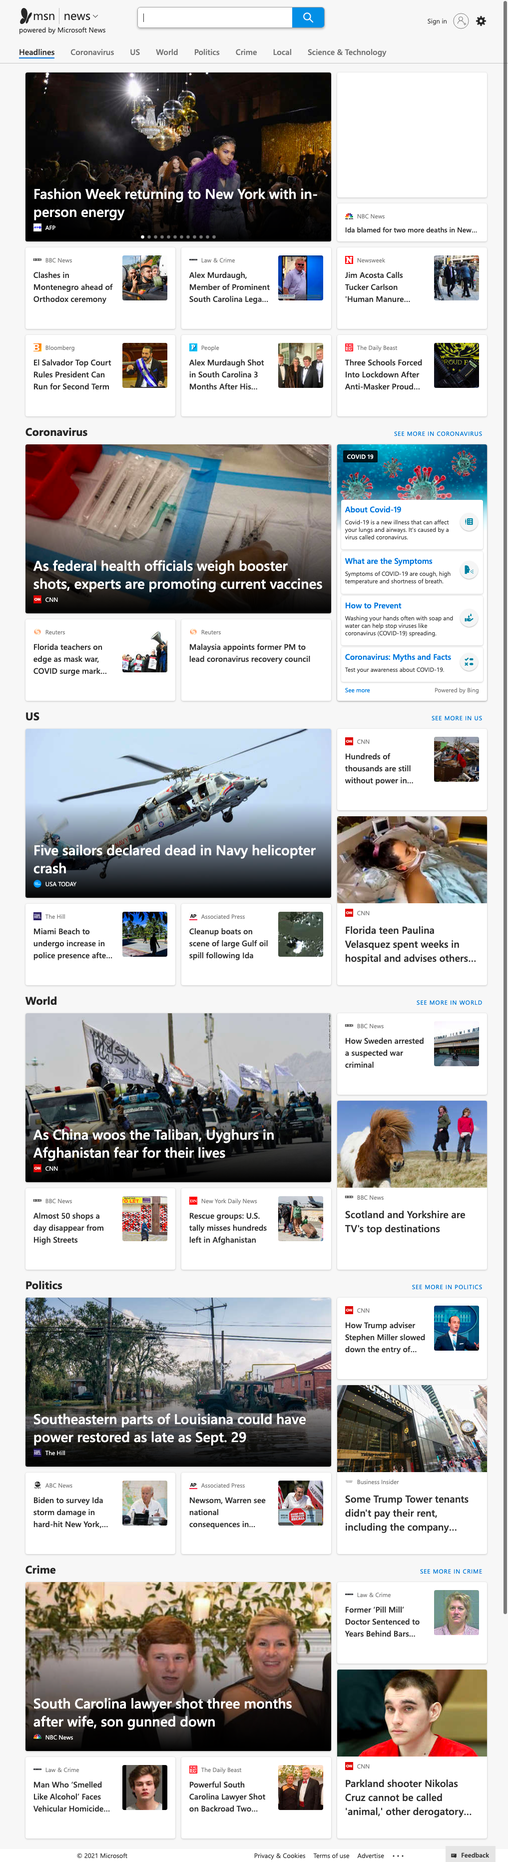 msn | news
powered by Microsoft News
Sign in
Headlines Coronavirus US World Politics Crime Local Science & Technology
Fashion Week returning to New York with in-
person energy
AFP
NBC News
Ida blamed for two more deaths in New...
BBC News
Clashes in
Montenegro ahead of
Orthodox ceremony
Law & Crime
Alex Murdaugh,
Member of Prominent
South Carolina Lega...
Newsweek
Jim Acosta Calls
Tucker Carlson
'Human Manure...
Bloomberg
El Salvador Top Court
Rules President Can
Run for Second Term
People
Alex Murdaugh Shot
in South Carolina 3
Months After His...
The Daily Beast
Three Schools Forced
Into Lockdown After
Anti-Masker Proud...
Coronavirus
SEE MORE IN CORONAVIRUS
As federal health officials weigh booster
shots, experts are promoting current vaccines
CNN
COVID 19
About Covid-19
Covid-19 is a new illness that can affect
your lungs and airways. It's caused by a
virus called coronavirus.
What are the Symptoms
Symptoms of COVID-19 are cough, high
temperature and shortness of breath.
How to Prevent
Washing your hands often with soap and
water can help stop viruses like
coronavirus (COVID-19) spreading.
Coronavirus: Myths and Facts
Test your awareness about COVID-19.
See more
Powered by Bing
Reuters
Florida teachers on
edge as mask war,
COVID surge mark...
Reuters
Malaysia appoints former PM to
lead coronavirus recovery council
US
SEE MORE IN US
Five sailors declared dead in Navy helicopter
crash
USA TODAY
CNN
Hundreds of
thousands are still
without power in...
CNN
Florida teen Paulina
Velasquez spent weeks in
hospital and advises others...
The Hill
Miami Beach to
undergo increase in
police presence afte...
Associated Press
Cleanup boats on
scene of large Gulf oil
spill following Ida
World
SEE MORE IN WORLD
As China woos the Taliban, Uyghurs in
Afghanistan fear for their lives
CNN
BBC News
How Sweden arrested
a suspected war
criminal
BBC News
Scotland and Yorkshire are
TV's top destinations
BBC News
Almost 50 shops a
day disappear from
High Streets
New York Daily News
Rescue groups: U.S.
tally misses hundreds
left in Afghanistan
Politics
SEE MORE IN POLITICS
Southeastern parts of Louisiana could have
power restored as late as Sept. 29
The Hill
CNN
How Trump adviser
Stephen Miller slowed
down the entry of...
Business Insider
Some Trump Tower tenants
didn't pay their rent,
including the company...
ABC News
Biden to survey Ida
storm damage in
hard-hit New York,...
Associated Press
Newsom, Warren see
national
consequences in...
Crime
SEE MORE IN CRIME
South Carolina lawyer shot three months
after wife, son gunned down
NBC News
Law & Crime
Former 'Pill Mill'
Doctor Sentenced to
Years Behind Bars...
CNN
Parkland shooter Nikolas
Cruz cannot be called
'animal,' other derogatory...
Law & Crime
Man Who 'Smelled
Like Alcohol' Faces
Vehicular Homicide...
The Daily Beast
Powerful South
Carolina Lawyer Shot
on Backroad Two...
© 2021 Microsoft
Privacy & Cookies Terms of use Advertise
Feedback